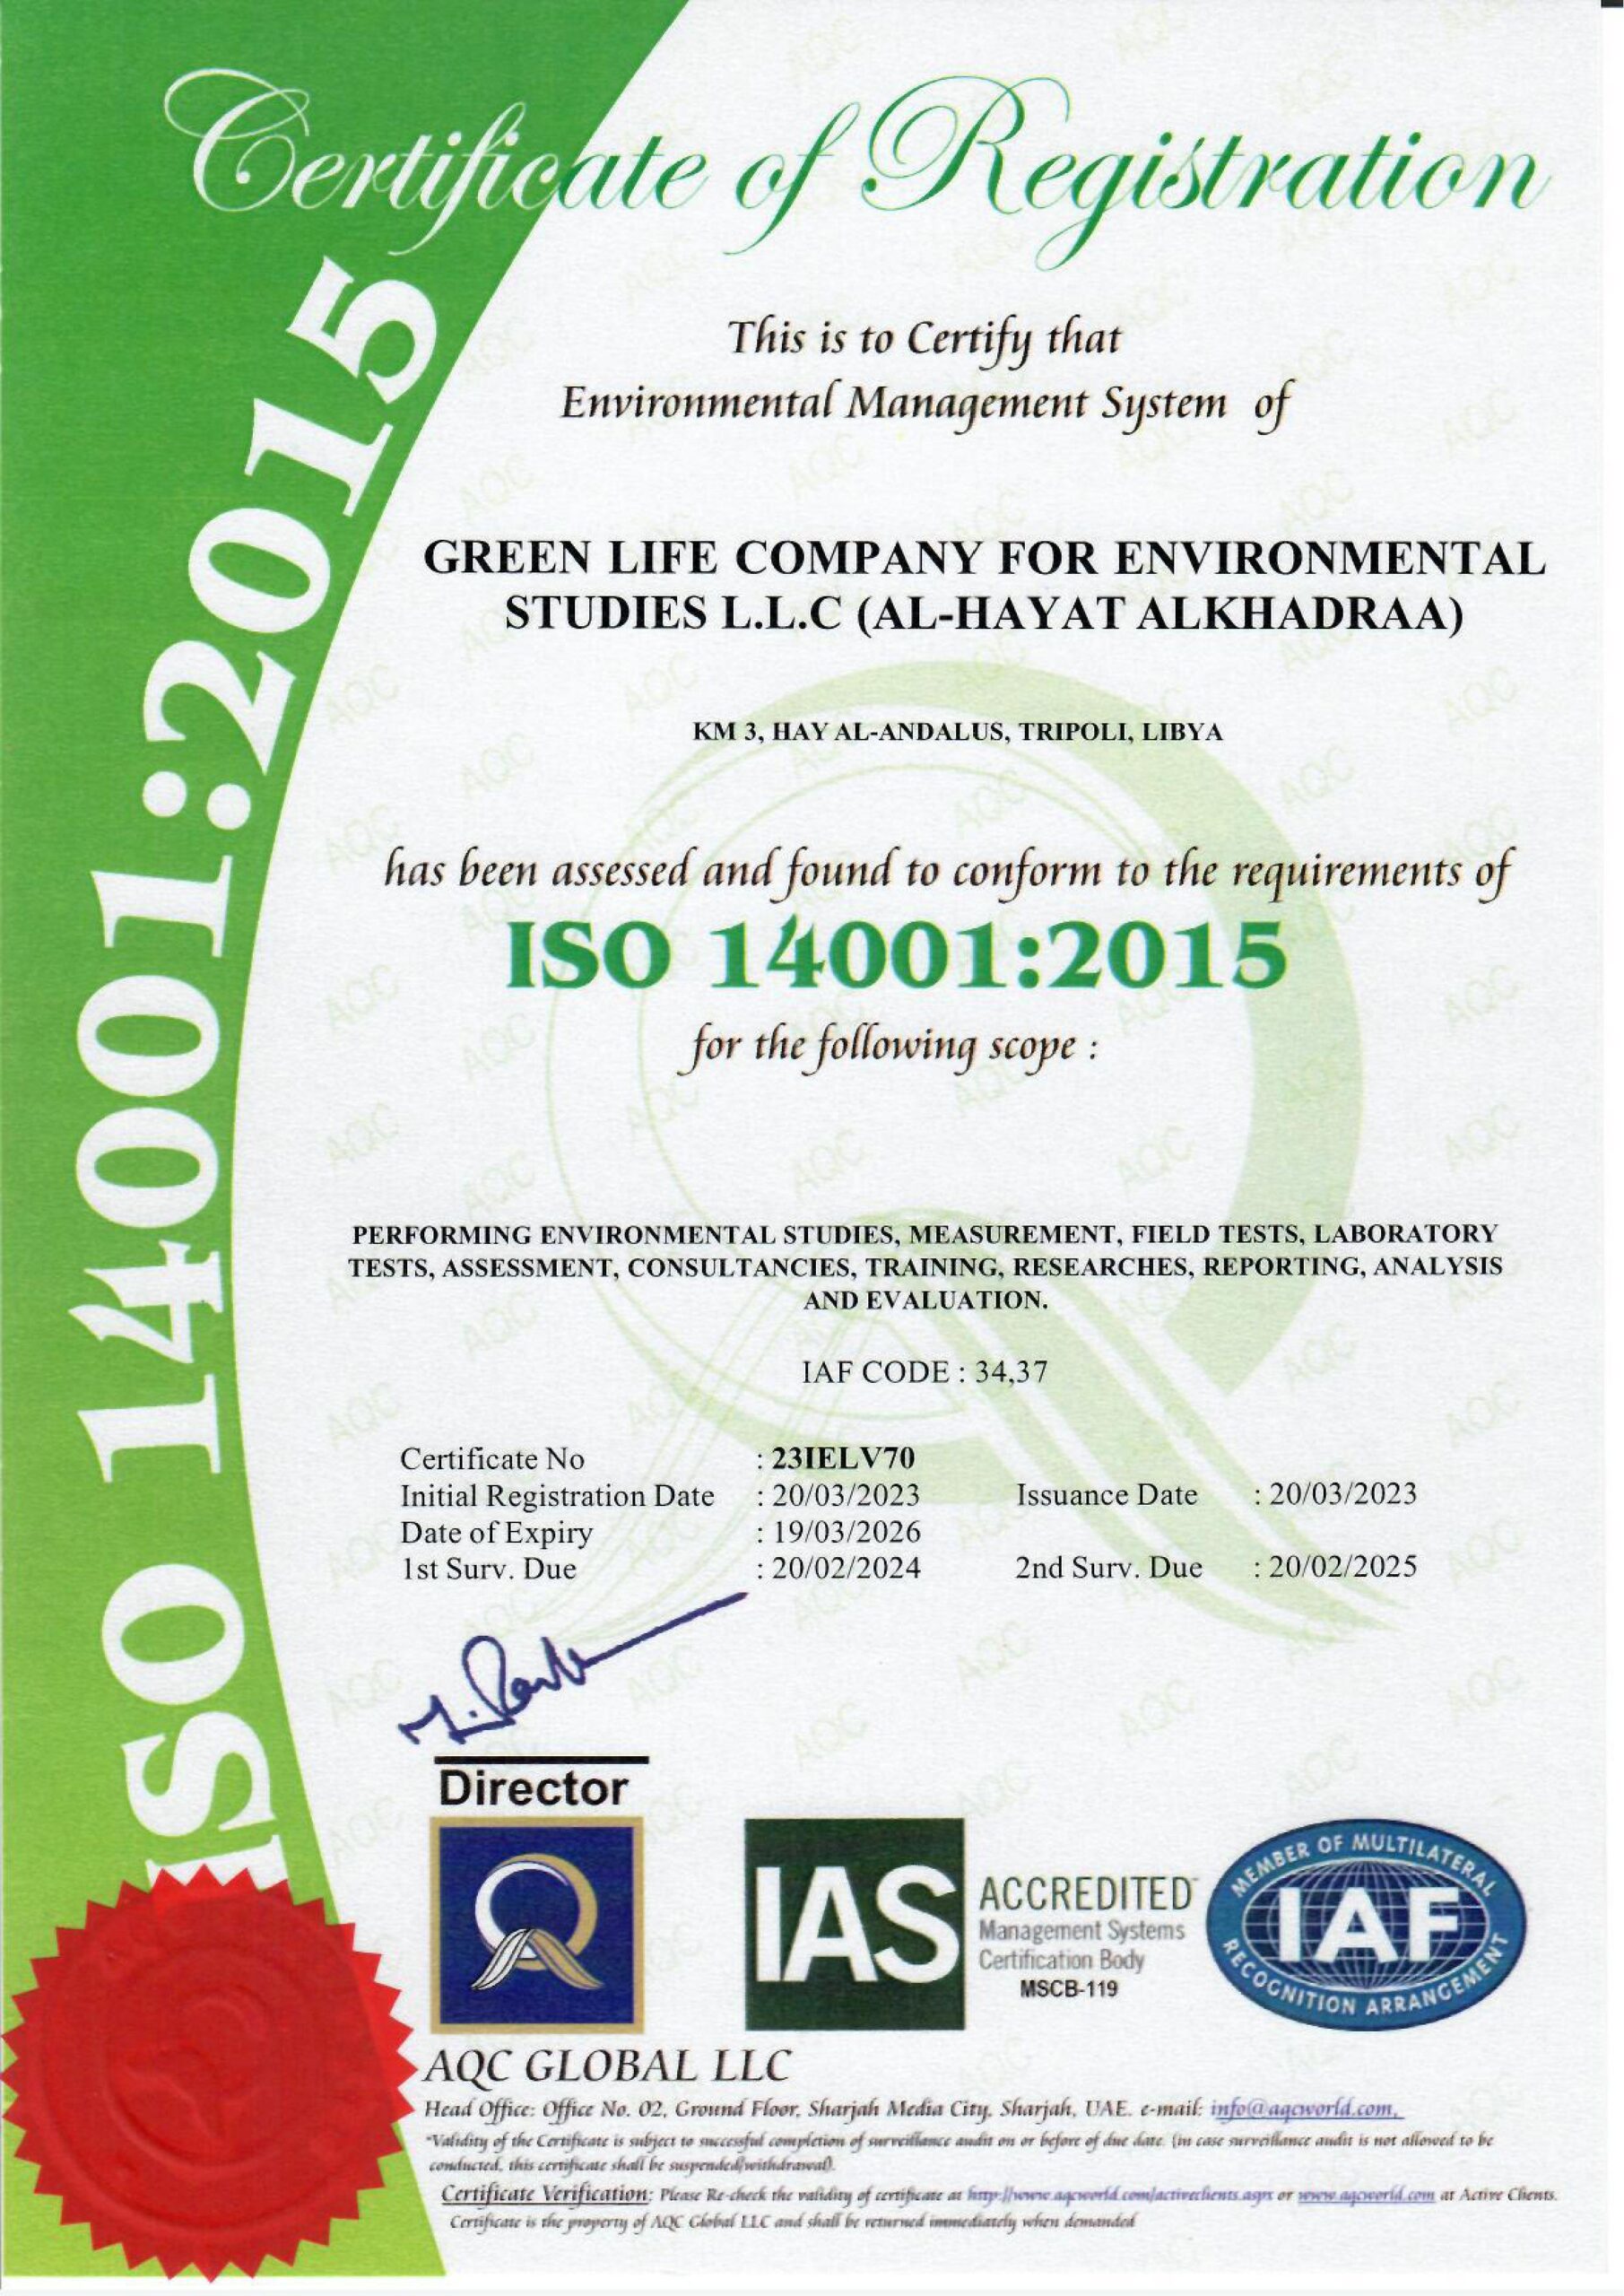 Certificate of Registration
ISO 14001:2015
This is to Certify that
Environmental Management System of
GREEN LIFE COMPANY FOR ENVIRONMENTAL
STUDIES L.L.C (AL-HAYAT ALKHADRAA)
KM 3, HAY AL-ANDALUS, TRIPOLI, LIBYA
has been assessed and found to conform to the requirements of
ISO 14001:2015
for the following scope :
PERFORMING ENVIRONMENTAL STUDIES, MEASUREMENT, FIELD TESTS, LABORATORY
TESTS, ASSESSMENT, CONSULTANCIES, TRAINING, RESEARCHES, REPORTING, ANALYSIS
AND EVALUATION.
IAF CODE : 34,37
Certificate No : 23IELV70
Initial Registration Date : 20/03/2023 Issuance Date : 20/03/2023
Date of Expiry : 19/03/2026
1st Surv. Due : 20/02/2024 2nd Surv. Due : 20/02/2025
Director
IAS
ACCREDITED
Management Systems
Certification Body
MSCB-119
MEMBER OF MULTILATERAL
IAF
RECOGNITION ARRANGEMENT
AQC GLOBAL LLC
Head Office: Office No. 02, Ground Floor, Sharjah Media City, Sharjah, UAE. e-mail: info@aqcworld.com,
*Validity of the Certificate is subject to successful completion of surveillance audit on or before of due date. (in case surveillance audit is not allowed to be
conducted, this certificate shall be suspended/withdrawal).
Certificate Verification: Please Re-check the validity of certificate at http://www.aqcworld.com/activeclients.aspx or www.aqcworld.com at Active Clients.
Certificate is the property of AQC Global LLC and shall be returned immediately when demanded